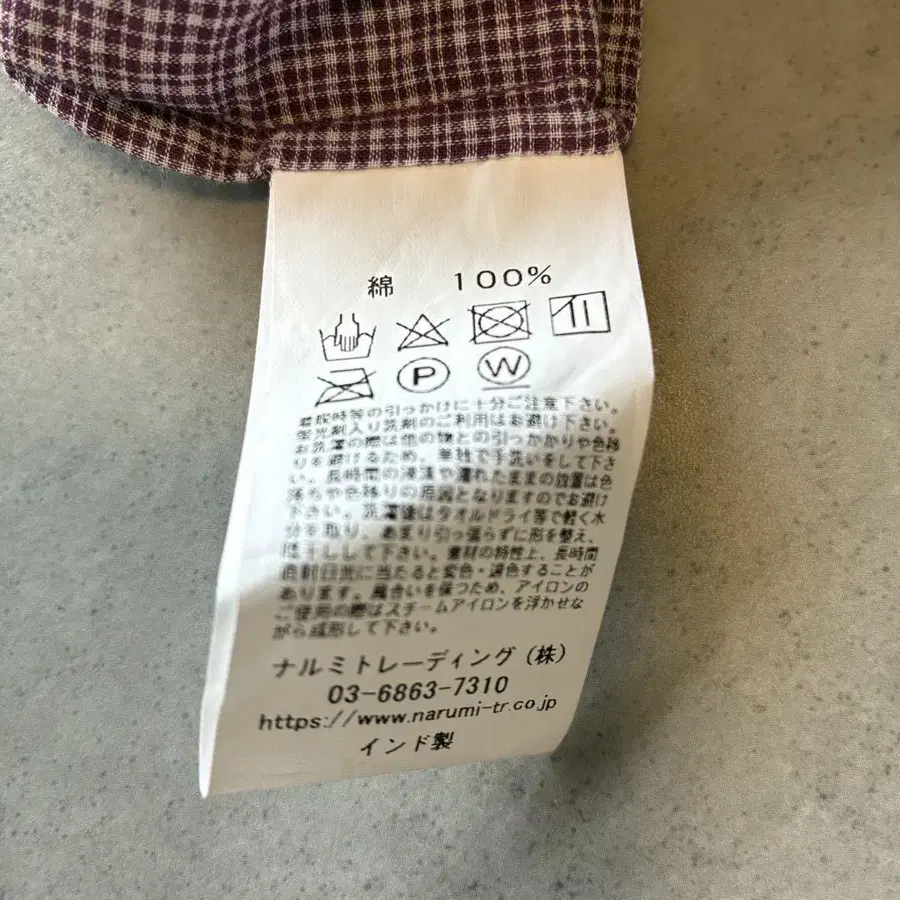 綿 100%
P W
着脱時等の引っかけに十分ご注意下さい。
蛍光剤入り洗剤のご利用はお避け下さい。
お洗濯の際は他の物との引っかかりや色移
りを避けるため、単独で手洗いをして下さ
い。長時間の浸漬や濡れたままの放置は色
落ちや色移りの原因となりますのでお避け
下さい。洗濯後はタオルドライ等で軽く水
分を取り、あまり引っ張らずに形を整え、
陰干しして下さい。素材の特性上、長時間
直射日光に当たると変色・退色することが
あります。風合いを保つため、アイロンの
ご使用の際はスチームアイロンを浮かせな
がら成形して下さい。
ナルミトレーディング(株)
03-6863-7310
https://www.narumi-tr.co.jp
インド製